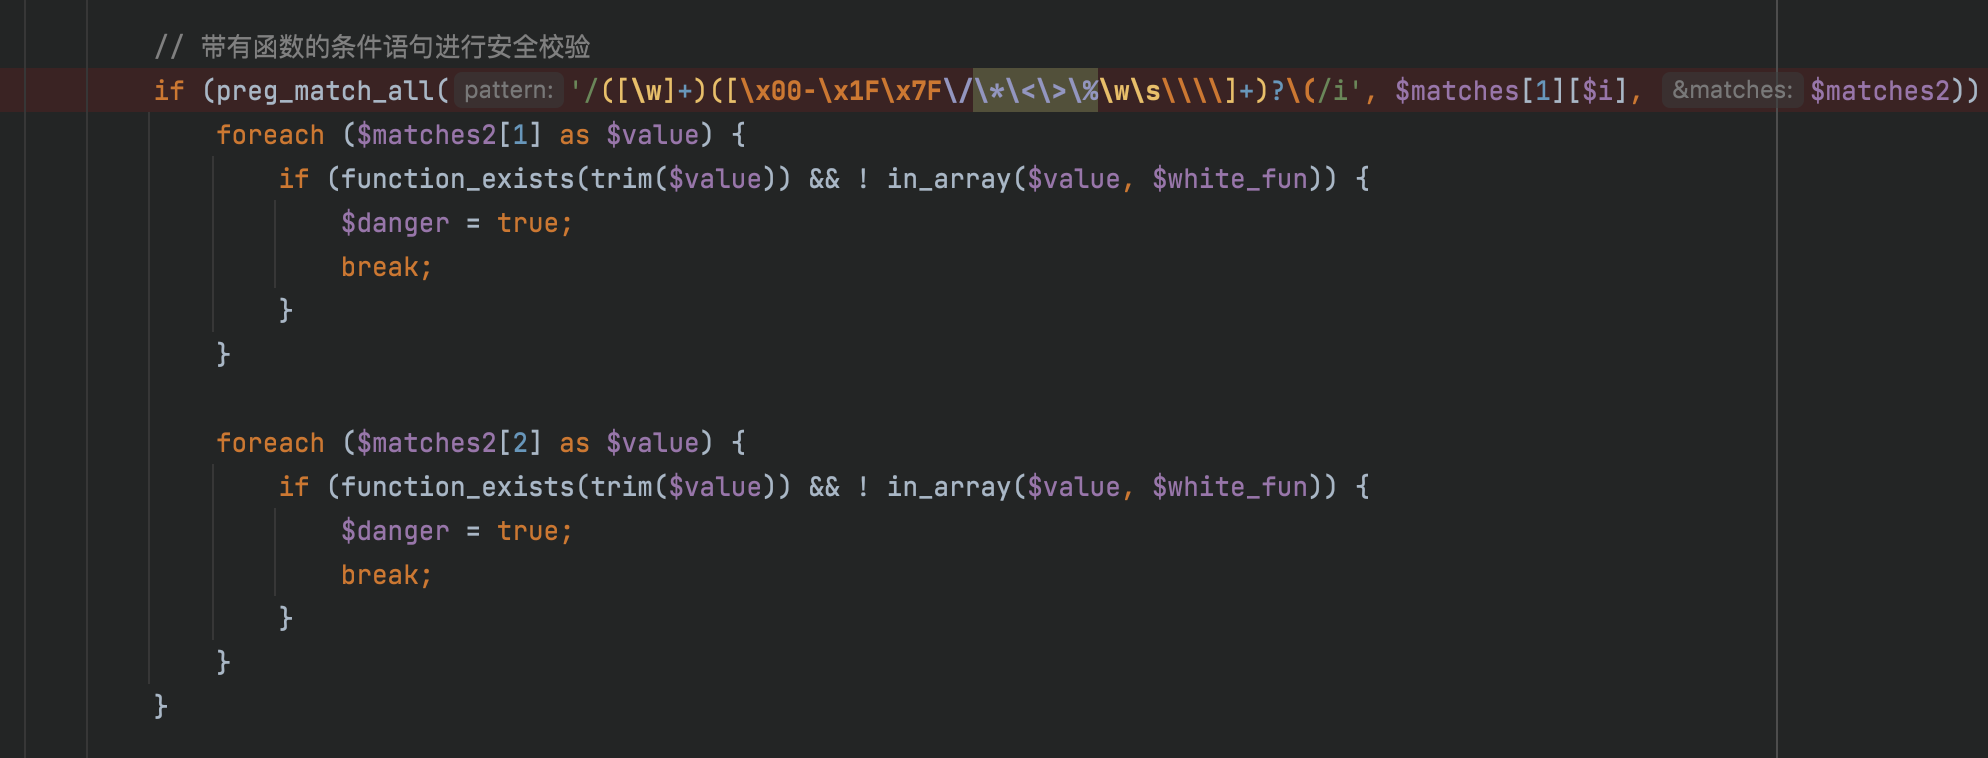 // 带有函数的条件语句进行安全校验
if (preg_match_all( pattern: '/([\w]+)([\x00-\x1F\x7F\/\*\<\>\%\w\s\\\\]+)?\(/i', $matches[1][$i], &matches: $matches2))
foreach ($matches2[1] as $value) {
if (function_exists(trim($value)) && ! in_array($value, $white_fun)) {
$danger = true;
break;
}
}
foreach ($matches2[2] as $value) {
if (function_exists(trim($value)) && ! in_array($value, $white_fun)) {
$danger = true;
break;
}
}
}